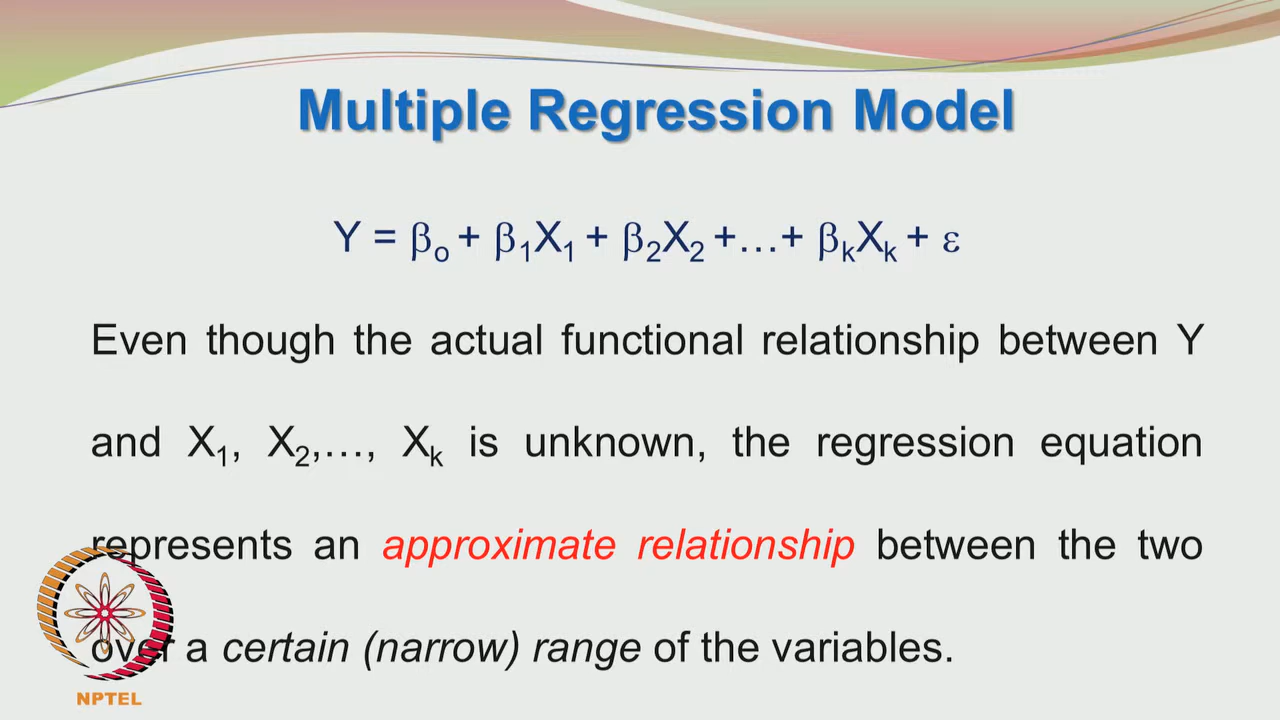 Multiple Regression Model
Y = βo + β1X1 + β2X2 +…+ βkXk + ε
Even though the actual functional relationship between Y
and X1, X2,…, Xk is unknown, the regression equation
represents an approximate relationship between the two
over a certain (narrow) range of the variables.
NPTEL